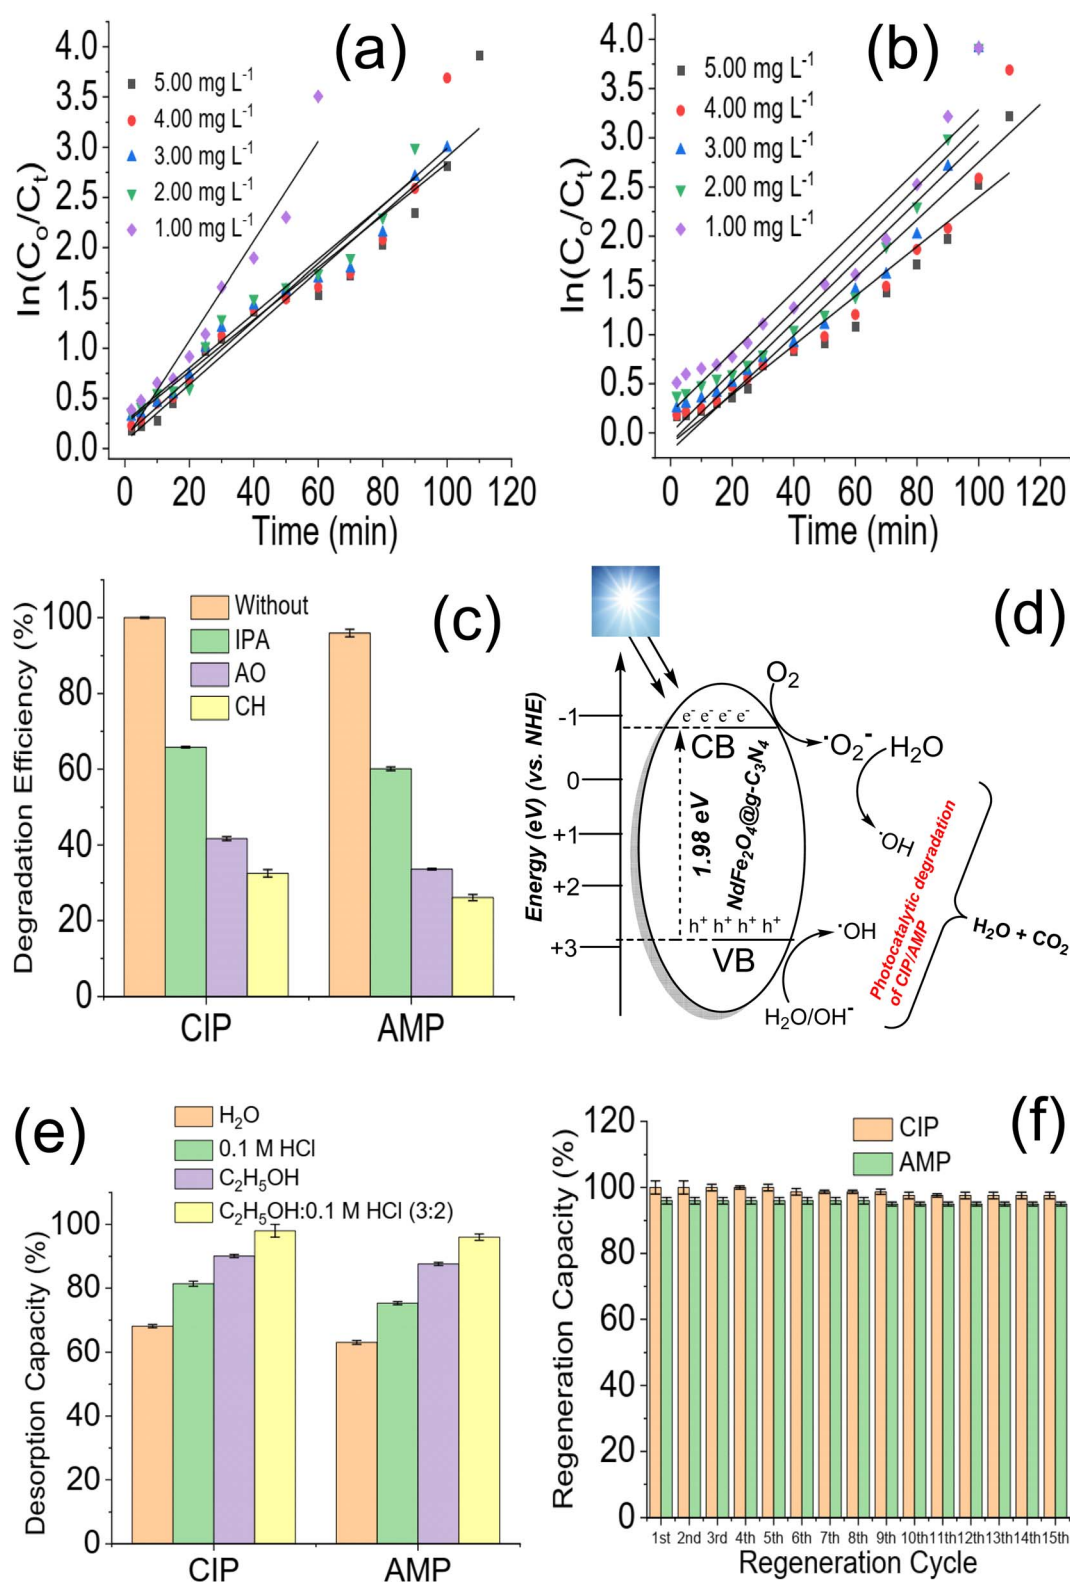 (a)
4.0
3.5
3.0
2.5
2.0
1.5
1.0
0.5
0.0
ln(C₀/Cₜ)
5.00 mg L⁻¹
4.00 mg L⁻¹
3.00 mg L⁻¹
2.00 mg L⁻¹
1.00 mg L⁻¹
0 20 40 60 80 100 120
Time (min)
(b)
4.0
3.5
3.0
2.5
2.0
1.5
1.0
0.5
0.0
ln(C₀/Cₜ)
5.00 mg L⁻¹
4.00 mg L⁻¹
3.00 mg L⁻¹
2.00 mg L⁻¹
1.00 mg L⁻¹
0 20 40 60 80 100 120
Time (min)
(c)
Degradation Efficiency (%)
100
80
60
40
20
0
Without
IPA
AO
CH
CIP AMP
(d)
Energy (eV) (vs. NHE)
-1
0
+1
+2
+3
e⁻ e⁻ e⁻ e⁻
CB
1.98 eV
NdFe₂O₄@g-C₃N₄
h⁺ h⁺ h⁺ h⁺
VB
O₂
·O₂⁻
H₂O
·OH
·OH
H₂O/OH⁻
Photocatalytic degradation
of CIP/AMP
H₂O + CO₂
(e)
H₂O
0.1 M HCl
C₂H₅OH
C₂H₅OH:0.1 M HCl (3:2)
Desorption Capacity (%)
100
80
60
40
20
0
CIP AMP
(f)
Regeneration Capacity (%)
120
100
80
60
40
20
0
CIP
AMP
1st 2nd 3rd 4th 5th 6th 7th 8th 9th 10th 11th 12th 13th 14th 15th
Regeneration Cycle